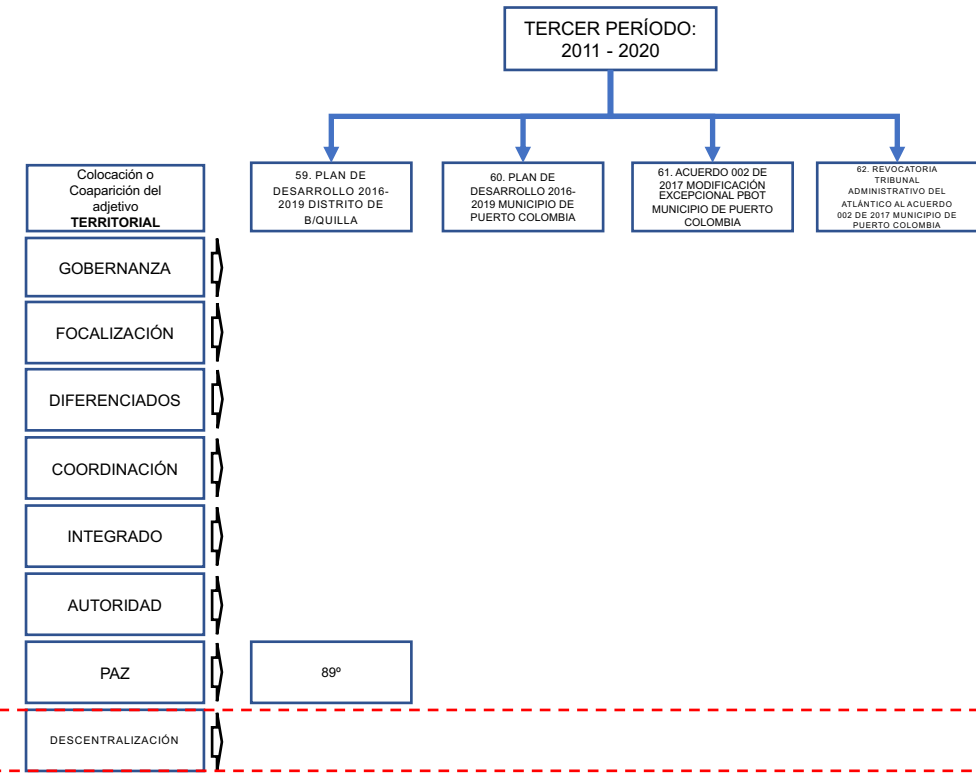 TERCER PERÍODO:
2011 - 2020
Colocación o
Coaparición del
adjetivo
TERRITORIAL
59. PLAN DE
DESARROLLO 2016-
2019 DISTRITO DE
B/QUILLA
60. PLAN DE
DESARROLLO 2016-
2019 MUNICIPIO DE
PUERTO COLOMBIA
61. ACUERDO 002 DE
2017 MODIFICACIÓN
EXCEPCIONAL PBOT
MUNICIPIO DE PUERTO
COLOMBIA
62. REVOCATORIA
TRIBUNAL
ADMINISTRATIVO DEL
ATLÁNTICO AL ACUERDO
002 DE 2017 MUNICIPIO DE
PUERTO COLOMBIA
GOBERNANZA
FOCALIZACIÓN
DIFERENCIADOS
COORDINACIÓN
INTEGRADO
AUTORIDAD
PAZ
89º
DESCENTRALIZACIÓN